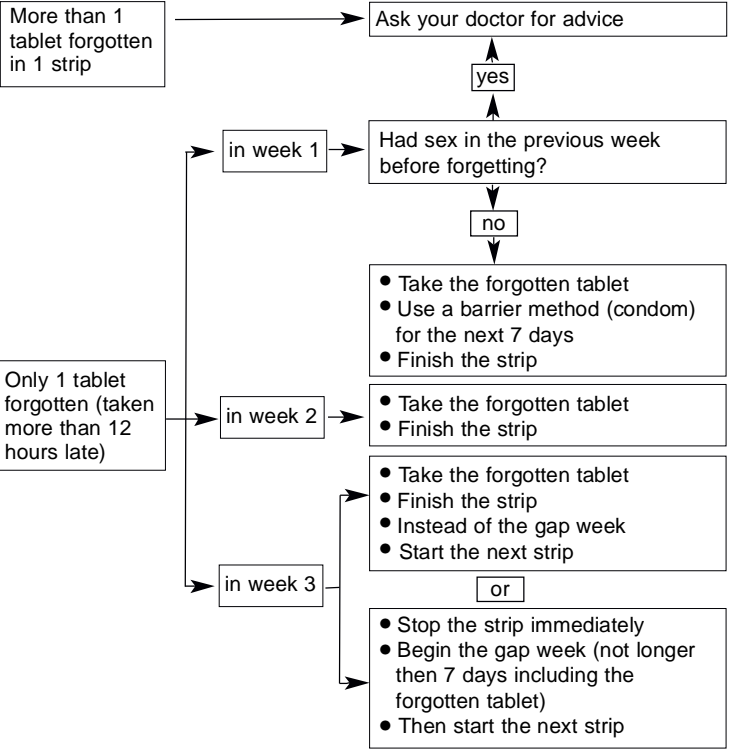 More than 1
tablet forgotten
in 1 strip
Ask your doctor for advice
yes
in week 1
Had sex in the previous week
before forgetting?
no
● Take the forgotten tablet
● Use a barrier method (condom)
for the next 7 days
● Finish the strip
Only 1 tablet
forgotten (taken
more than 12
hours late)
in week 2
● Take the forgotten tablet
● Finish the strip
in week 3
● Take the forgotten tablet
● Finish the strip
● Instead of the gap week
● Start the next strip
or
● Stop the strip immediately
● Begin the gap week (not longer
then 7 days including the
forgotten tablet)
● Then start the next strip